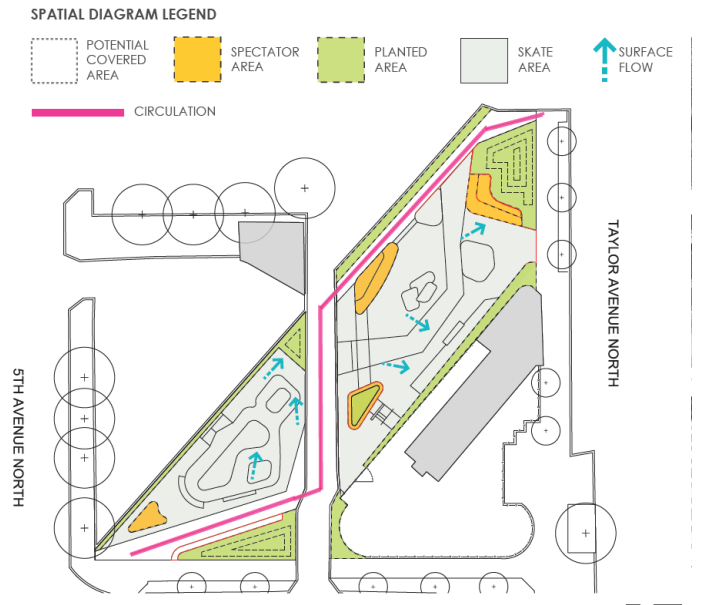 SPATIAL DIAGRAM LEGEND
POTENTIAL
COVERED
AREA
SPECTATOR
AREA
PLANTED
AREA
SKATE
AREA
SURFACE
FLOW
CIRCULATION
TAYLOR AVENUE NORTH
5TH AVENUE NORTH